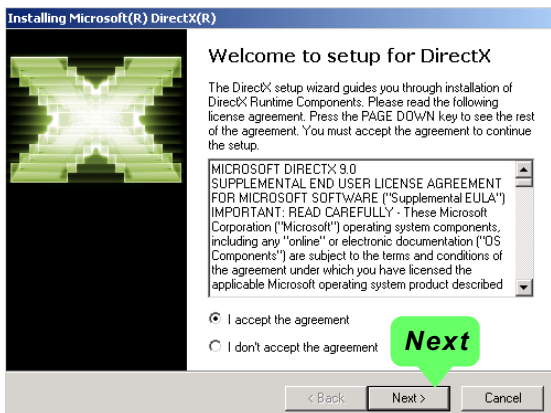 Installing Microsoft(R) DirectX(R)
Welcome to setup for DirectX
The DirectX setup wizard guides you through installation of
DirectX Runtime Components. Please read the following
license agreement. Press the PAGE DOWN key to see the rest
of the agreement. You must accept the agreement to continue
the setup.
MICROSOFT DIRECTX 9.0
SUPPLEMENTAL END USER LICENSE AGREEMENT
FOR MICROSOFT SOFTWARE ("Supplemental EULA")
IMPORTANT: READ CAREFULLY - These Microsoft
Corporation ("Microsoft") operating system components,
including any "online" or electronic documentation ("OS
Components") are subject to the terms and conditions of
the agreement under which you have licensed the
applicable Microsoft operating system product described
I accept the agreement
I don't accept the agreement
Next
< Back
Next >
Cancel